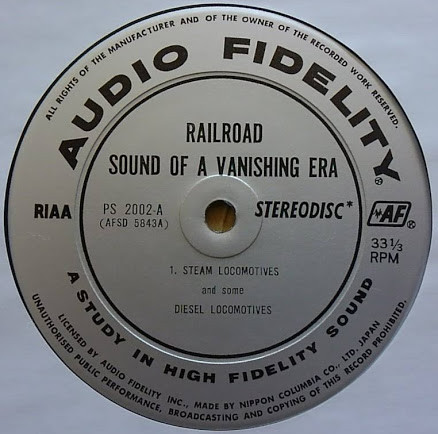 ALL RIGHTS OF THE MANUFACTURER AND OF THE OWNER OF THE RECORDED WORK RESERVED.
AUDIO FIDELITY®
RAILROAD
SOUND OF A VANISHING ERA
RIAA
PS 2002-A
(AFSD 5843A)
STEREODISC*
AF®
33 1/3
RPM
1. STEAM LOCOMOTIVES
and some
DIESEL LOCOMOTIVES
A STUDY IN HIGH FIDELITY SOUND
LICENSED BY AUDIO FIDELITY INC., MADE BY NIPPON COLUMBIA CO., LTD. JAPAN
UNAUTHORISED PUBLIC PERFORMANCE, BROADCASTING AND COPYING OF THIS RECORD PROHIBITED.